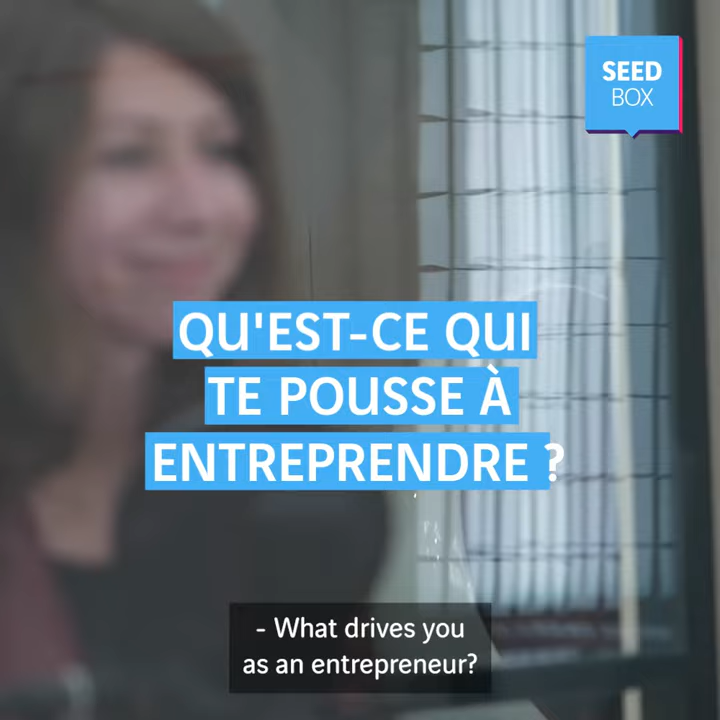 SEED
BOX
QU'EST-CE QUI
TE POUSSE À
ENTREPRENDRE ?
- What drives you
as an entrepreneur?